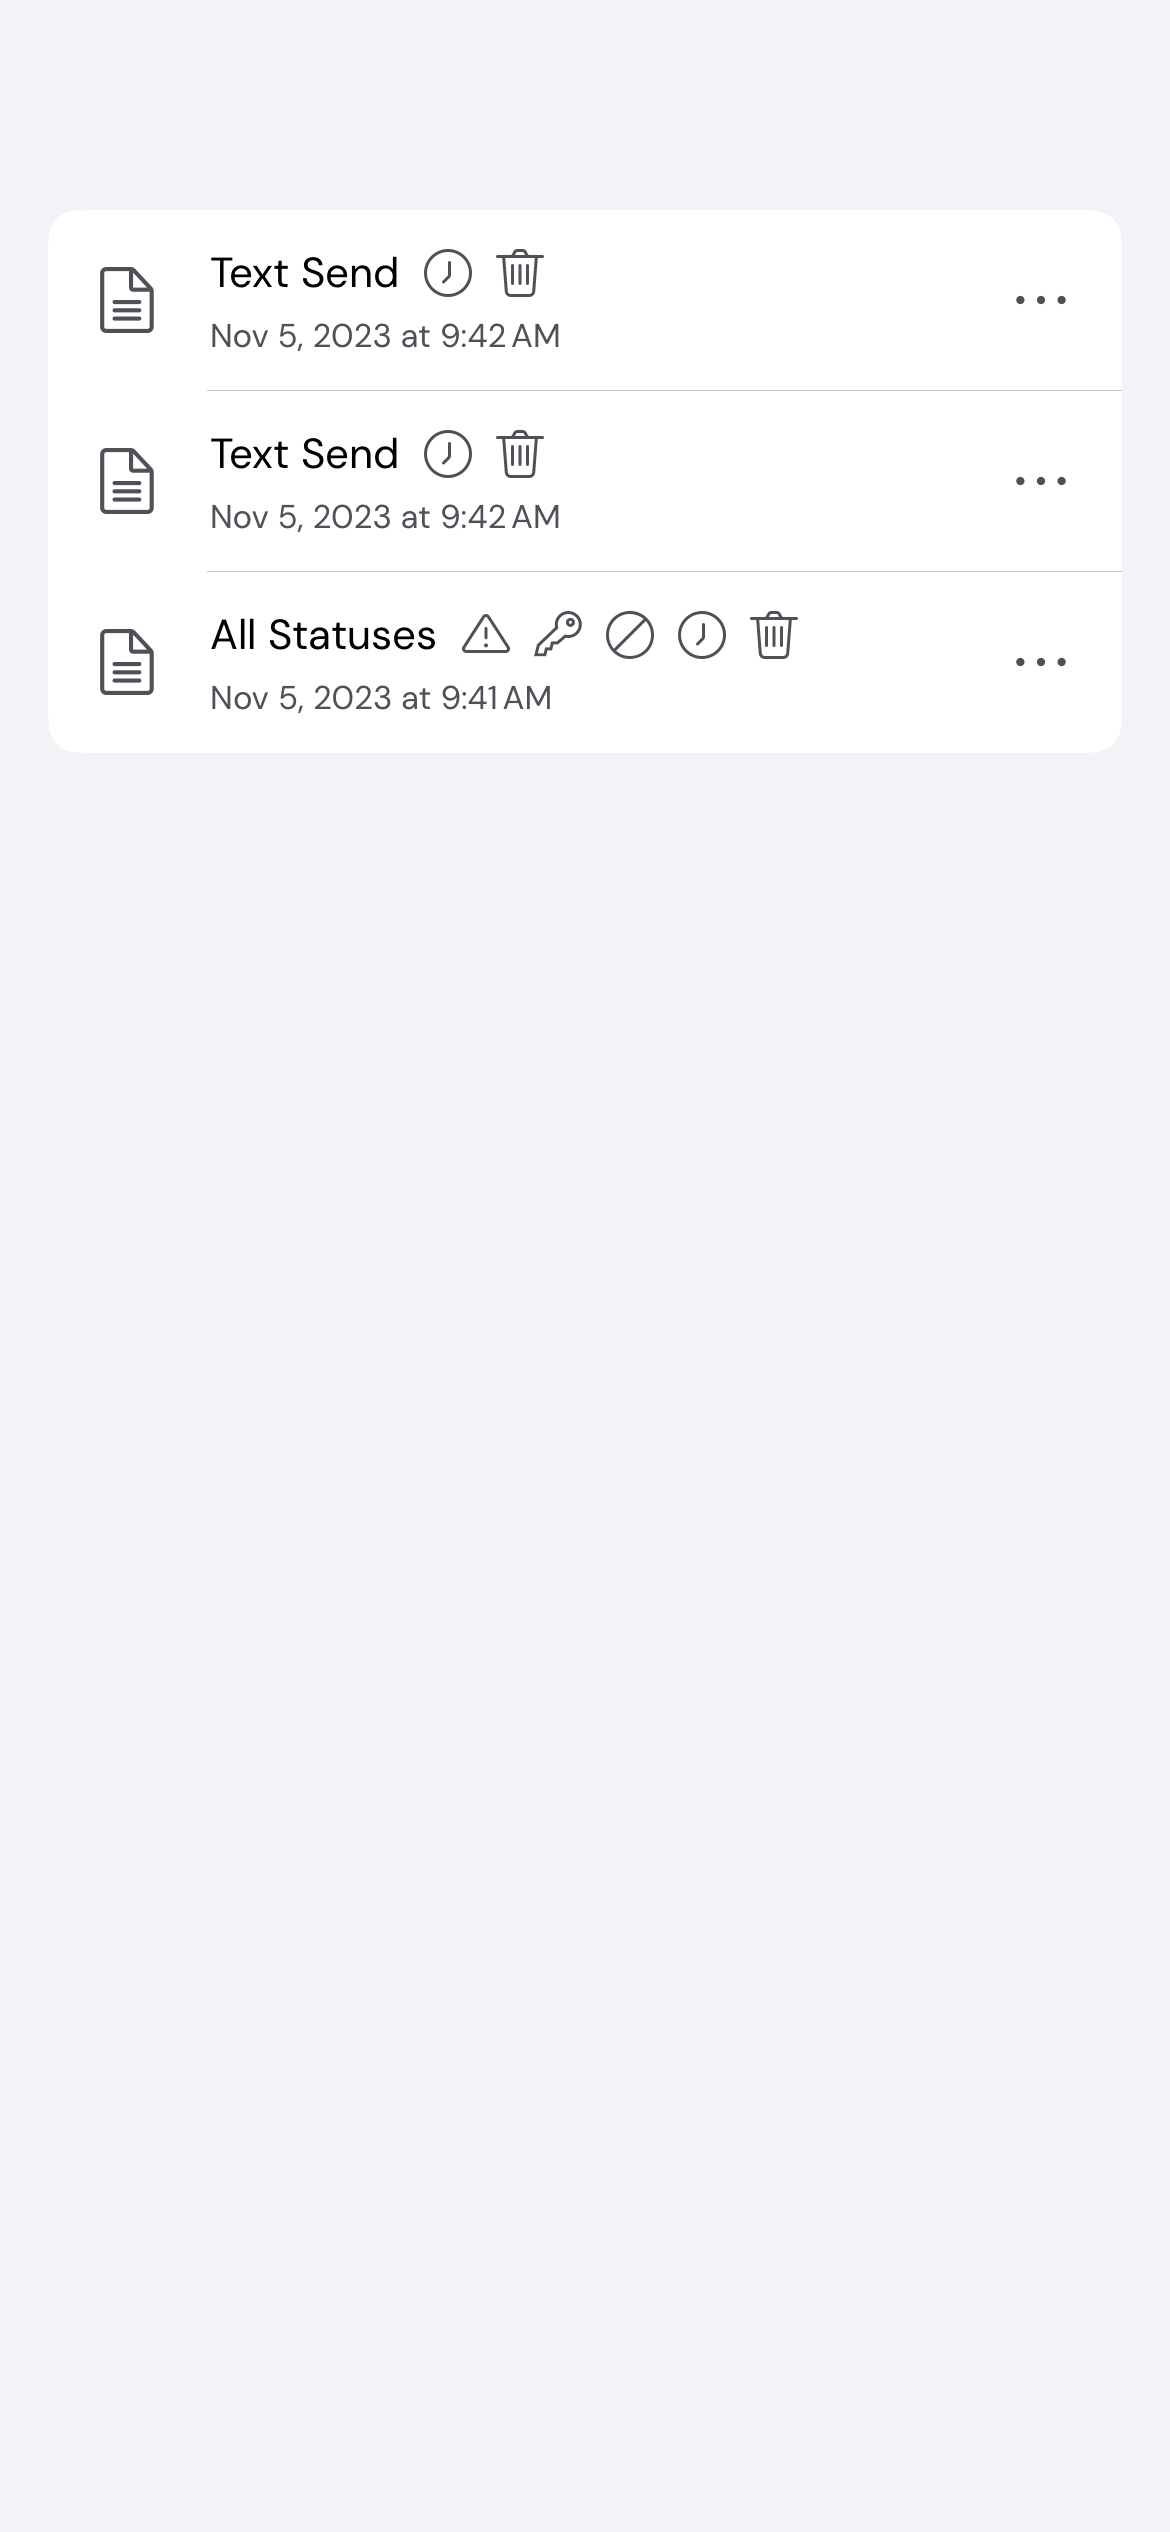 Text Send
Nov 5, 2023 at 9:42 AM
Text Send
Nov 5, 2023 at 9:42 AM
All Statuses
Nov 5, 2023 at 9:41 AM